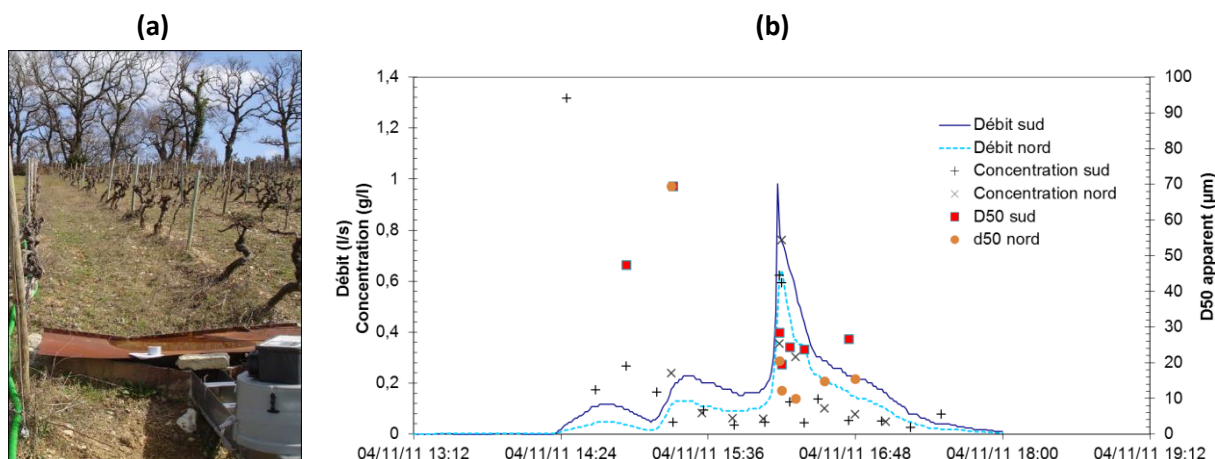 (a)
(b)
1,4
1,2
1
0,8
0,6
0,4
0,2
0
Débit (l/s)
Concentration (g/l)
Débit sud
Débit nord
Concentration sud
Concentration nord
D50 sud
d50 nord
100
90
80
70
60
50
40
30
20
10
0
D50 apparent (µm)
04/11/11 13:12 04/11/11 14:24 04/11/11 15:36 04/11/11 16:48 04/11/11 18:00 04/11/11 19:12